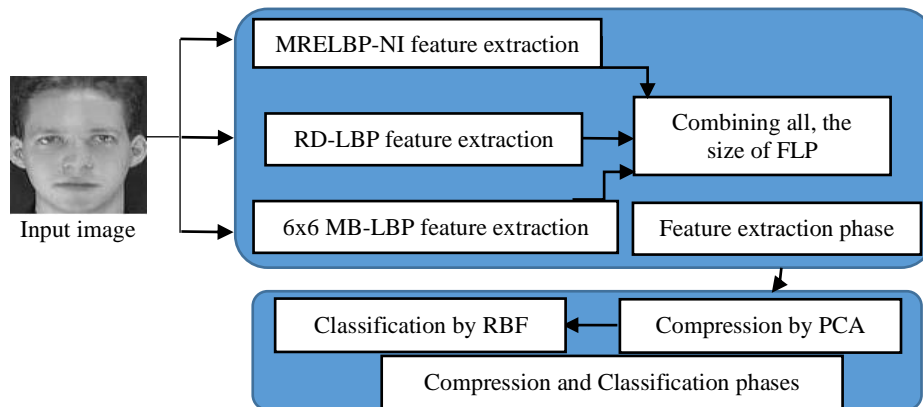 MRELBP-NI feature extraction
RD-LBP feature extraction
6x6 MB-LBP feature extraction
Combining all, the
size of FLP
Feature extraction phase
Input image
Classification by RBF
Compression by PCA
Compression and Classification phases